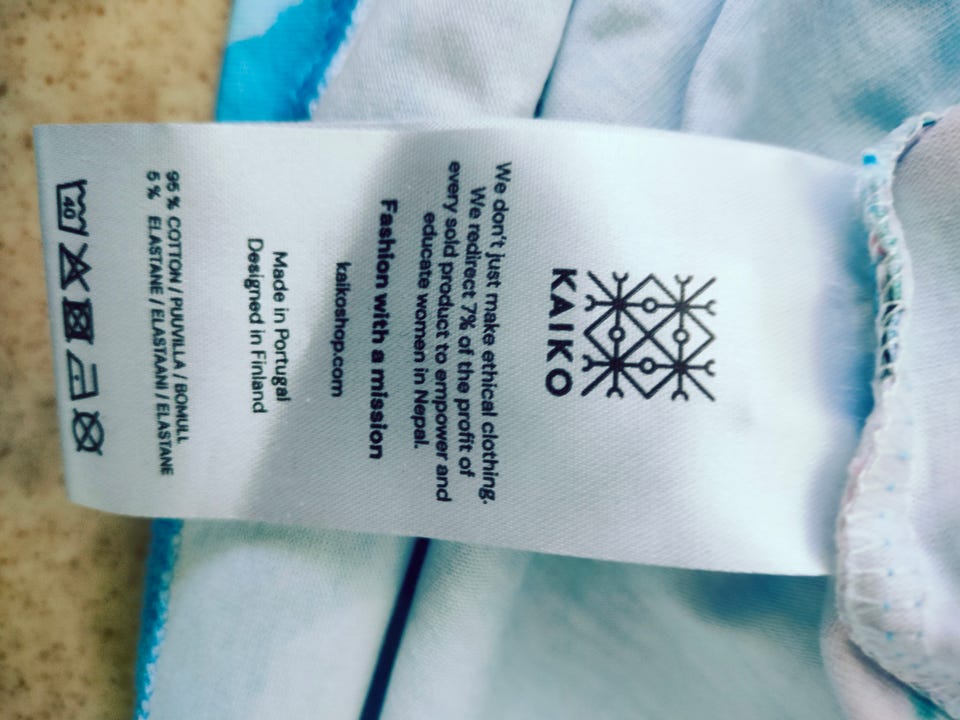 KAIKO
We don't just make ethical clothing.
We redirect 7% of the profit of
every sold product to empower and
educate women in Nepal.
Fashion with a mission
kaikoshop.com
Made in Portugal
Designed in Finland
95 % COTTON / PUUVILLA / BOMULL
5 % ELASTANE / ELASTAANI / ELASTANE
40